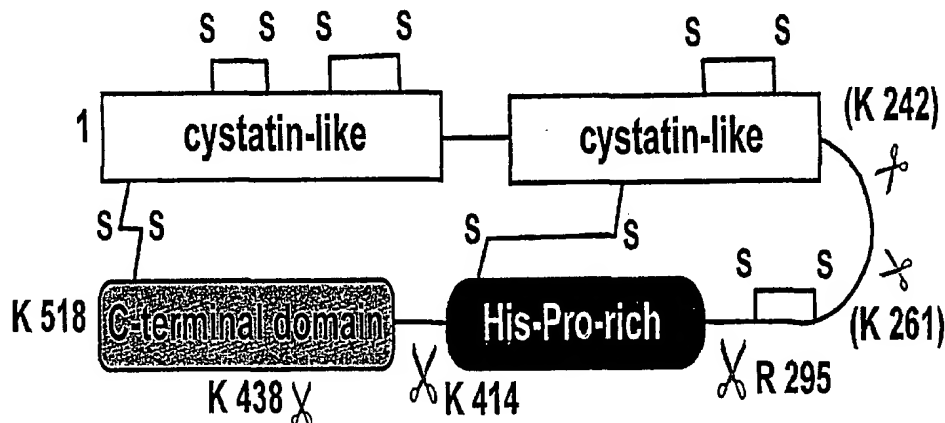 S S S S S S
1 cystatin-like cystatin-like (K 242)
S S S S
S S
K 518 C-terminal domain His-Pro-rich (K 261)
K 438 K 414 R 295